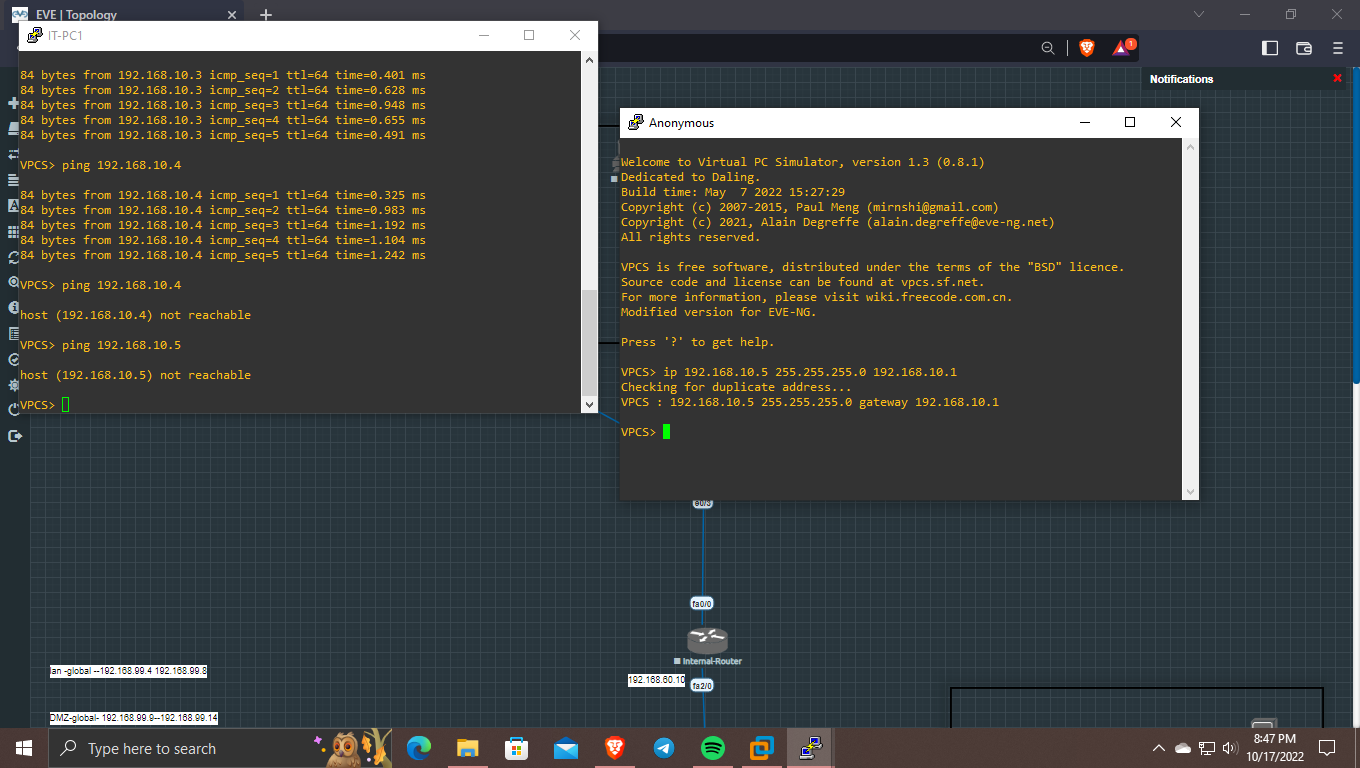 EVE | Topology
IT-PC1
84 bytes from 192.168.10.3 icmp_seq=1 ttl=64 time=0.401 ms
84 bytes from 192.168.10.3 icmp_seq=2 ttl=64 time=0.628 ms
84 bytes from 192.168.10.3 icmp_seq=3 ttl=64 time=0.948 ms
84 bytes from 192.168.10.3 icmp_seq=4 ttl=64 time=0.655 ms
84 bytes from 192.168.10.3 icmp_seq=5 ttl=64 time=0.491 ms
VPCS> ping 192.168.10.4
84 bytes from 192.168.10.4 icmp_seq=1 ttl=64 time=0.325 ms
84 bytes from 192.168.10.4 icmp_seq=2 ttl=64 time=0.983 ms
84 bytes from 192.168.10.4 icmp_seq=3 ttl=64 time=1.192 ms
84 bytes from 192.168.10.4 icmp_seq=4 ttl=64 time=1.104 ms
84 bytes from 192.168.10.4 icmp_seq=5 ttl=64 time=1.242 ms
VPCS> ping 192.168.10.4
host (192.168.10.4) not reachable
VPCS> ping 192.168.10.5
host (192.168.10.5) not reachable
VPCS>
1
Notifications
Anonymous
Welcome to Virtual PC Simulator, version 1.3 (0.8.1)
Dedicated to Daling.
Build time: May  7 2022 15:27:29
Copyright (c) 2007-2015, Paul Meng (mirnshi@gmail.com)
Copyright (c) 2021, Alain Degreffe (alain.degreffe@eve-ng.net)
All rights reserved.
VPCS is free software, distributed under the terms of the "BSD" licence.
Source code and license can be found at vpcs.sf.net.
For more information, please visit wiki.freecode.com.cn.
Modified version for EVE-NG.
Press '?' to get help.
VPCS> ip 192.168.10.5 255.255.255.0 192.168.10.1
Checking for duplicate address...
VPCS : 192.168.10.5 255.255.255.0 gateway 192.168.10.1
VPCS>
e0/3
fa0/0
Internal-Router
192.168.60.10
fa2/0
lan -global --192.168.99.4 192.168.99.8
DMZ-global- 192.168.99.9--192.168.99.14
Type here to search
8:47 PM
10/17/2022